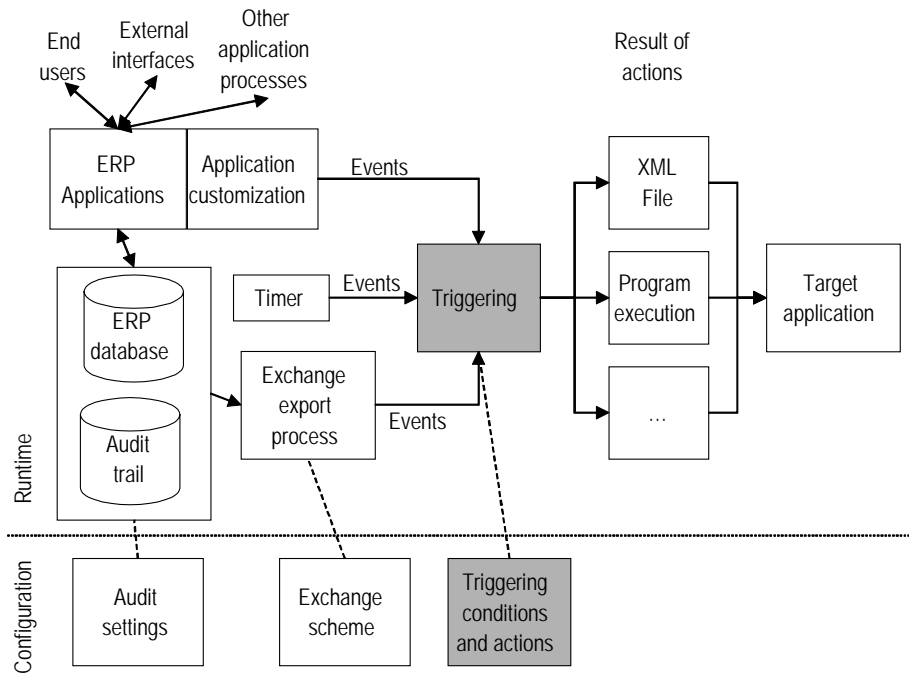 End
users
External
interfaces
Other
application
processes
Result of
actions
ERP
Applications
Application
customization
Events
XML
File
Timer
Events
Triggering
Program
execution
Target
application
ERP
database
Exchange
export
process
Events
...
Audit
trail
Runtime
Configuration
Audit
settings
Exchange
scheme
Triggering
conditions
and actions